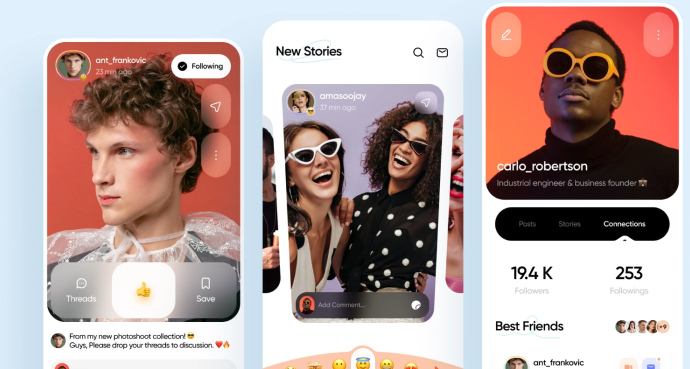 ant_frankovic
23 min ago
Following
Threads
Save
From my new photoshoot collection! 😎
Guys, Please drop your threads to discussion. ❤️🔥
New Stories
amasoojay
37 min ago
Add Comment...
carlo_robertson
Industrial engineer & business founder
Posts
Stories
Connections
19.4 K
253
Followers
Followings
Best Friends
+9
ant_frankovic